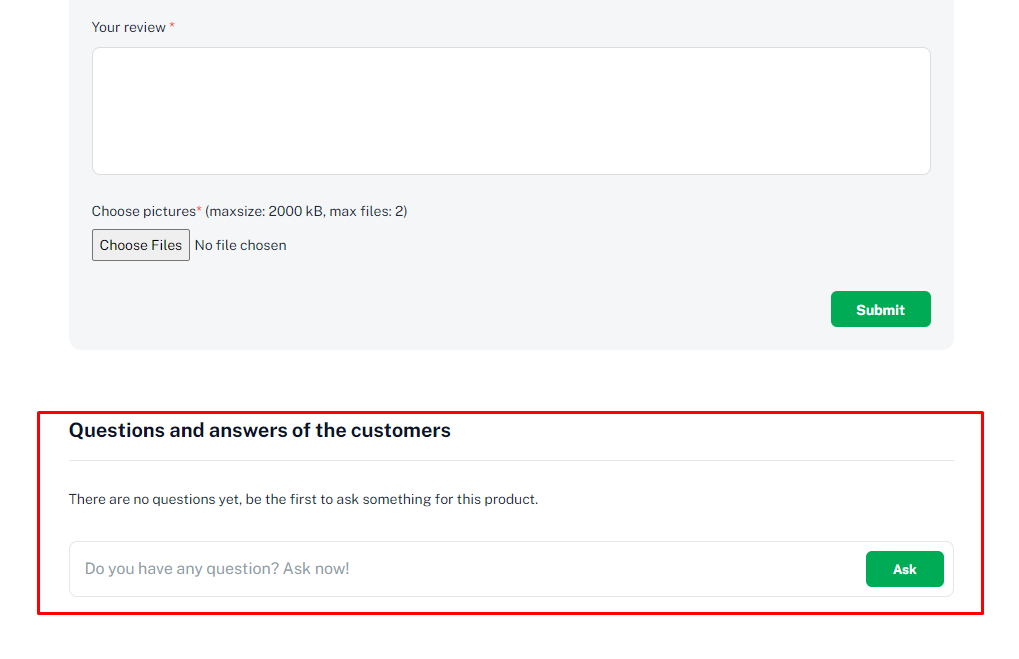 Your review *
Choose pictures* (maxsize: 2000 kB, max files: 2)
Choose Files No file chosen
Submit
Questions and answers of the customers
There are no questions yet, be the first to ask something for this product.
Do you have any question? Ask now!
Ask